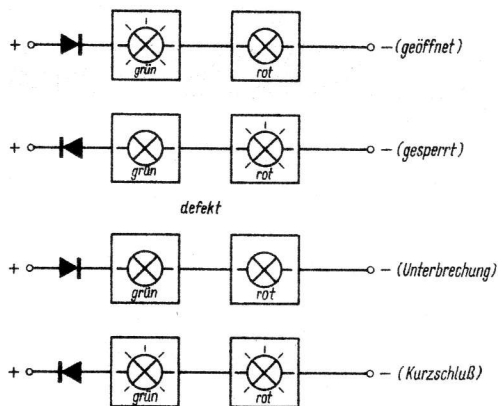 + – (geöffnet)
grün rot
+ – (gesperrt)
grün rot
defekt
+ – (Unterbrechung)
grün rot
+ – (Kurzschluß)
grün rot